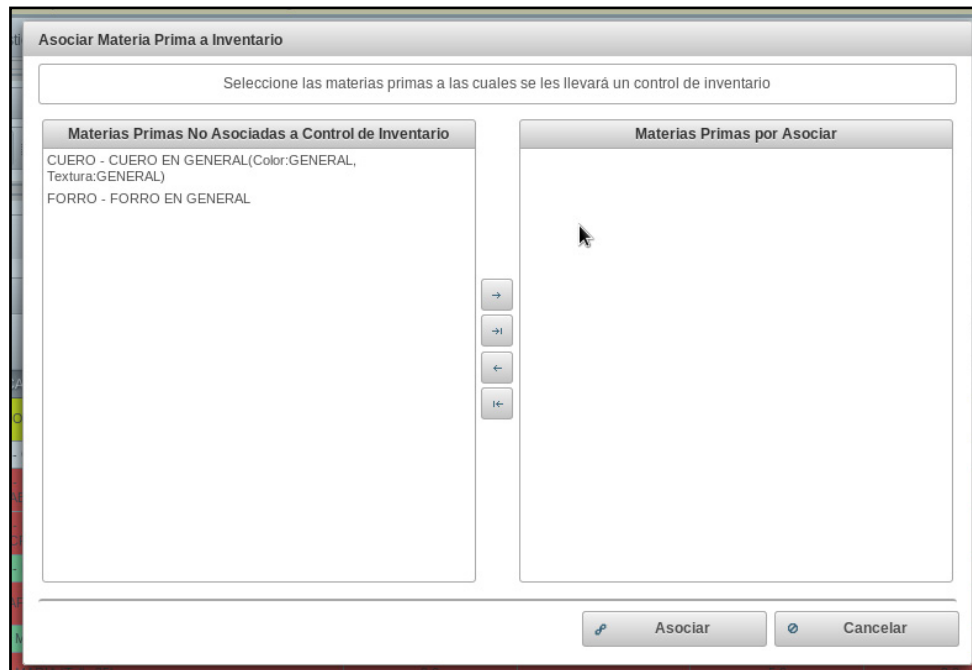 Asociar Materia Prima a Inventario
Seleccione las materias primas a las cuales se les llevará un control de inventario
Materias Primas No Asociadas a Control de Inventario
CUERO - CUERO EN GENERAL(Color:GENERAL,
Textura:GENERAL)
FORRO - FORRO EN GENERAL
Materias Primas por Asociar
Asociar
Cancelar